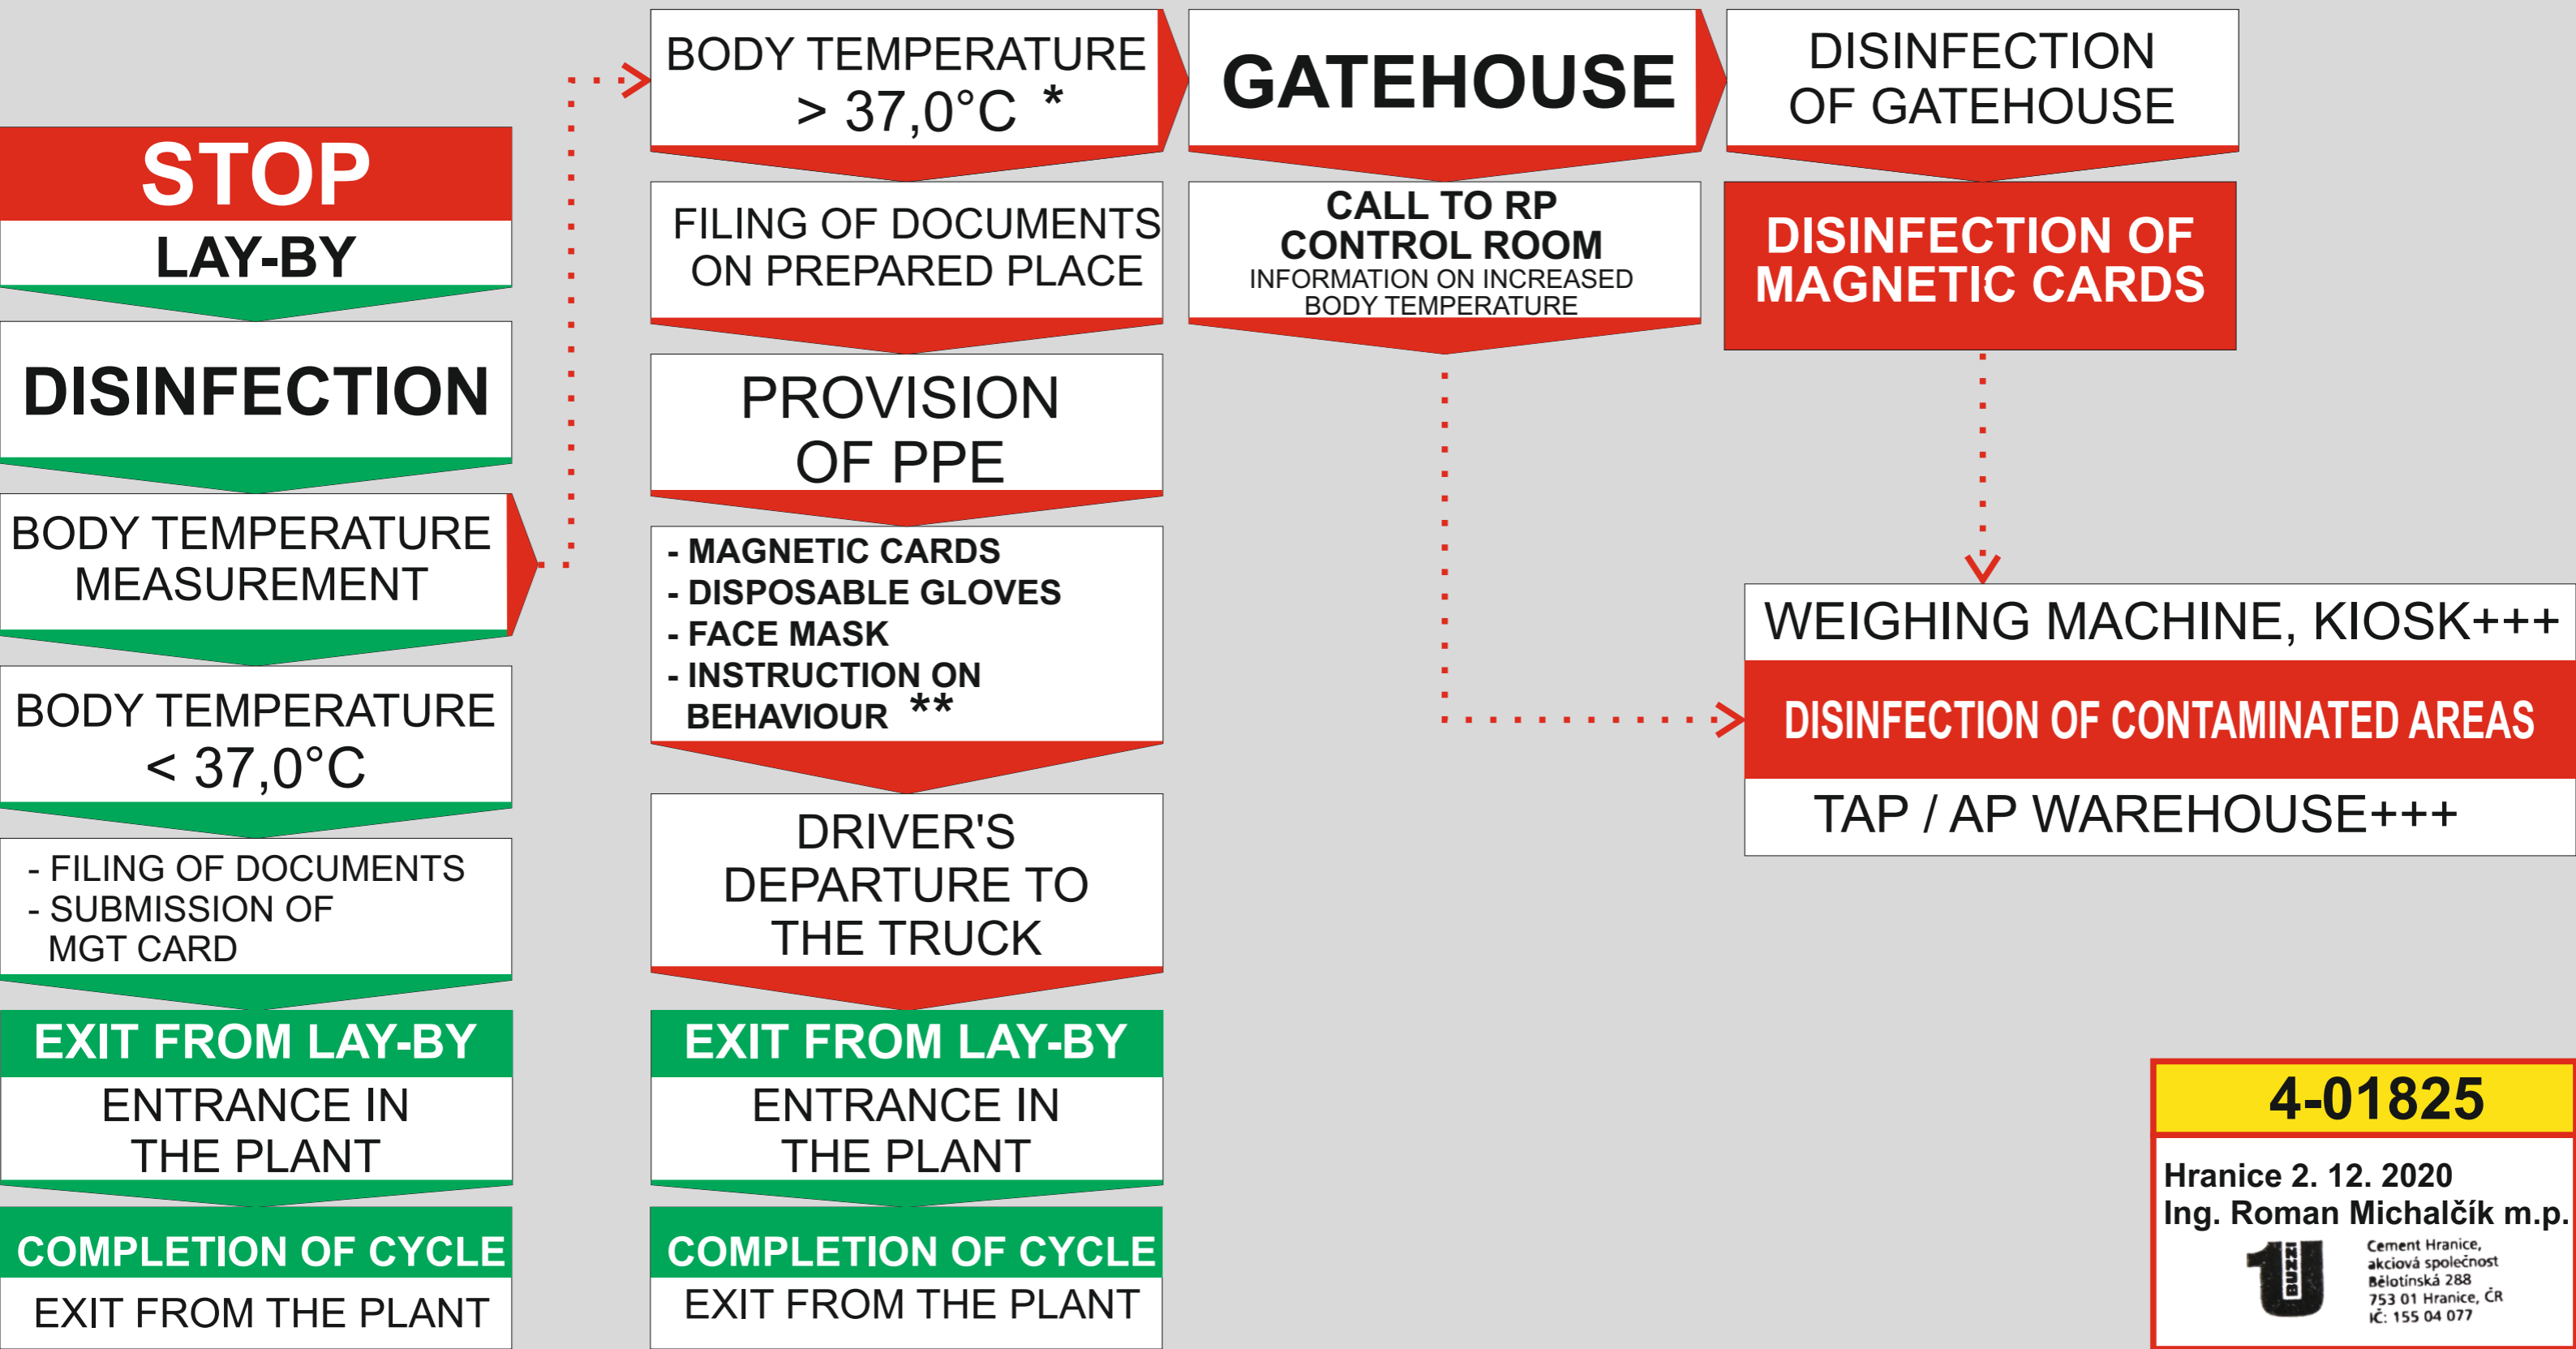 STOP
LAY-BY
DISINFECTION
BODY TEMPERATURE
MEASUREMENT
BODY TEMPERATURE
< 37,0°C
- FILING OF DOCUMENTS
- SUBMISSION OF
MGT CARD
EXIT FROM LAY-BY
ENTRANCE IN
THE PLANT
COMPLETION OF CYCLE
EXIT FROM THE PLANT
BODY TEMPERATURE
> 37,0°C *
FILING OF DOCUMENTS
ON PREPARED PLACE
PROVISION
OF PPE
- MAGNETIC CARDS
- DISPOSABLE GLOVES
- FACE MASK
- INSTRUCTION ON
BEHAVIOUR **
DRIVER'S
DEPARTURE TO
THE TRUCK
EXIT FROM LAY-BY
ENTRANCE IN
THE PLANT
COMPLETION OF CYCLE
EXIT FROM THE PLANT
GATEHOUSE
CALL TO RP
CONTROL ROOM
INFORMATION ON INCREASED
BODY TEMPERATURE
DISINFECTION
OF GATEHOUSE
DISINFECTION OF
MAGNETIC CARDS
WEIGHING MACHINE, KIOSK+++
DISINFECTION OF CONTAMINATED AREAS
TAP / AP WAREHOUSE+++
4-01825
Hranice 2. 12. 2020
Ing. Roman Michalčík m.p.
BUZZI
Cement Hranice,
akciová společnost
Bělotínská 288
753 01 Hranice, ČR
IČ: 155 04 077